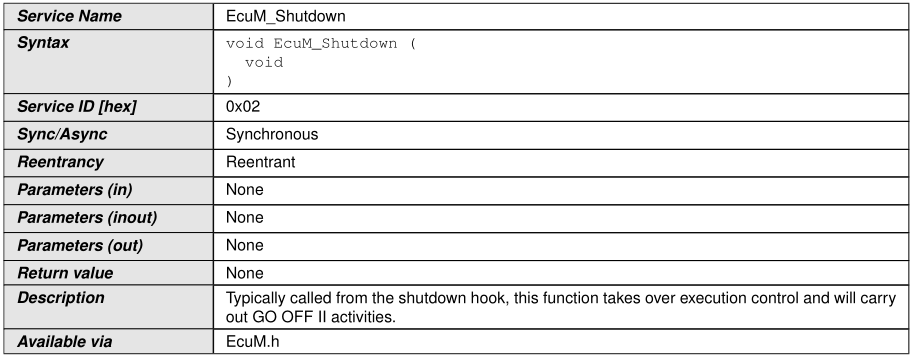 Service Name EcuM_Shutdown
Syntax void EcuM_Shutdown (
void
)
Service ID [hex] 0x02
Sync/Async Synchronous
Reentrancy Reentrant
Parameters (in) None
Parameters (inout) None
Parameters (out) None
Return value None
Description Typically called from the shutdown hook, this function takes over execution control and will carry
out GO OFF II activities.
Available via EcuM.h